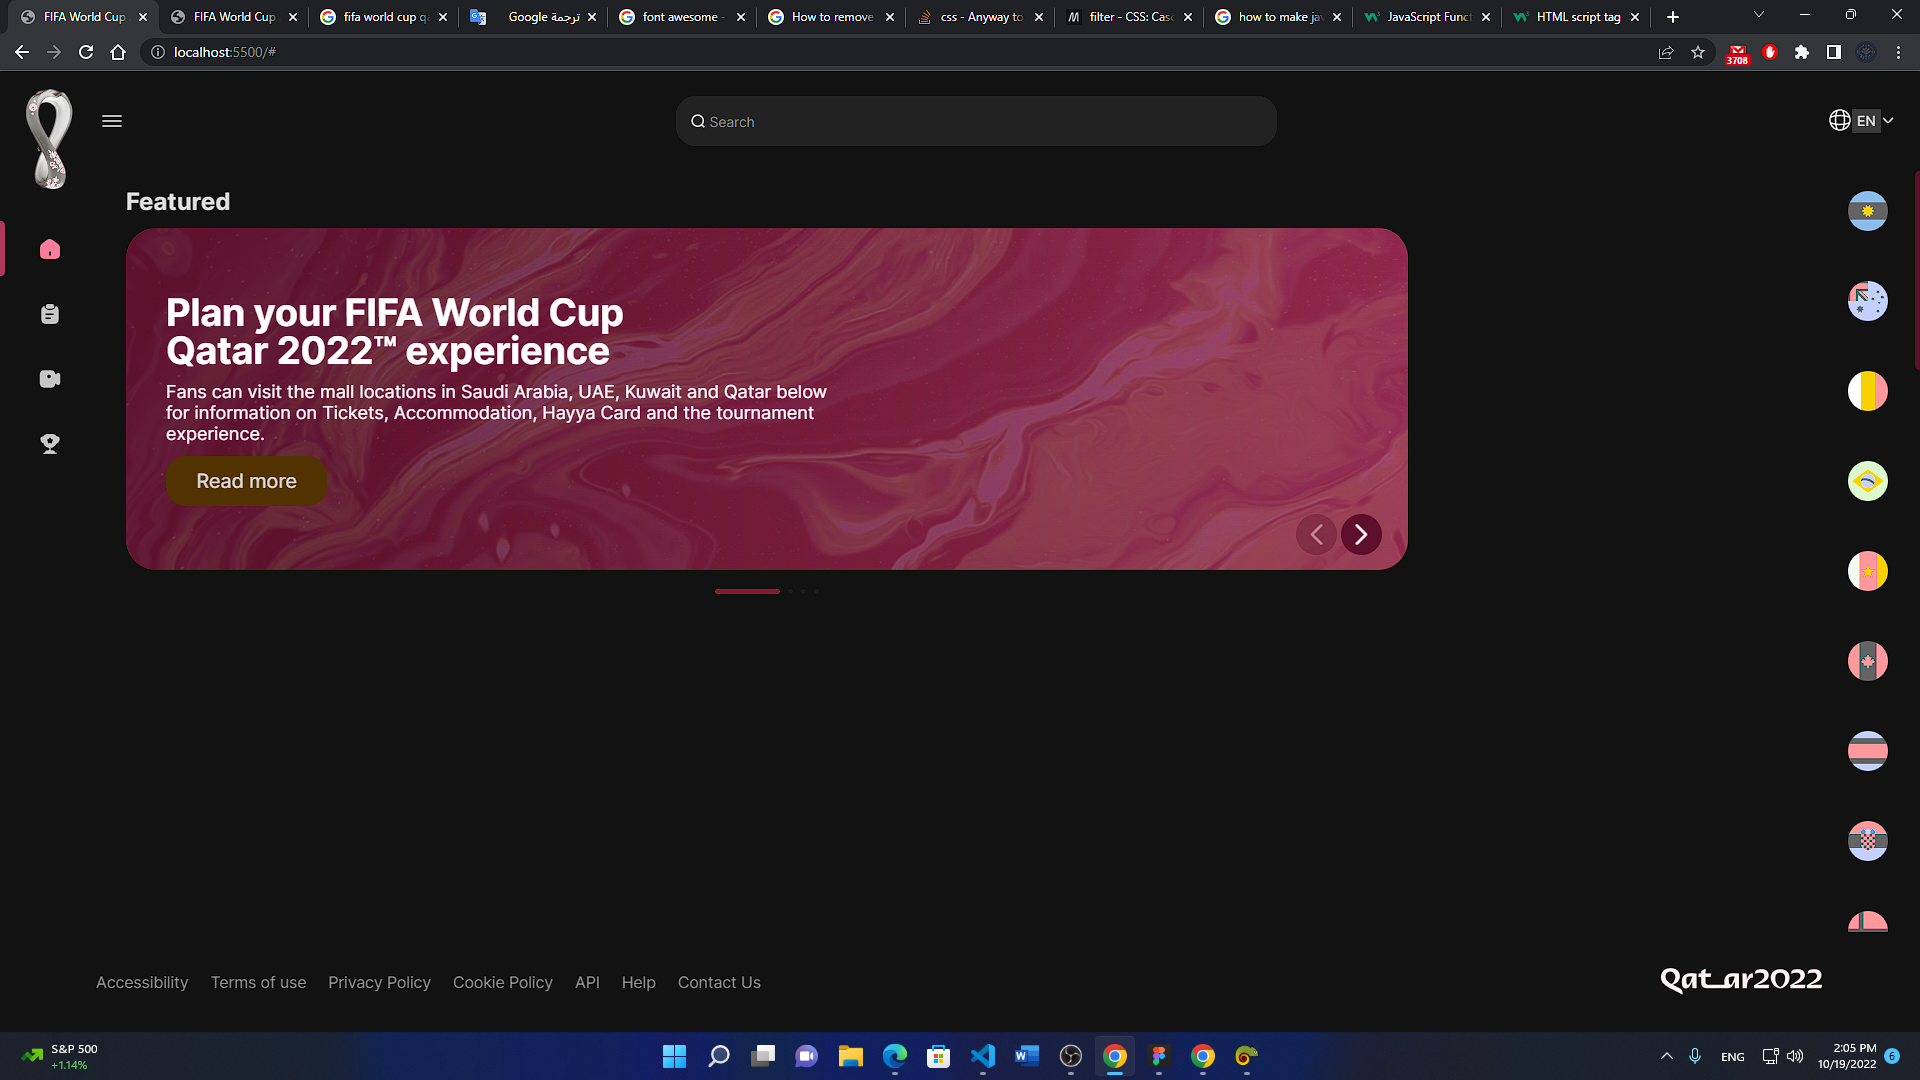 FIFA World Cup
FIFA World Cup
fifa world cup q
ترجمة Google
font awesome -
How to remove
css - Anyway to
filter - CSS: Casc
how to make jav
JavaScript Funct
HTML script tag
localhost:5500/#
3708
Search
EN
Featured
Plan your FIFA World Cup
Qatar 2022™ experience
Fans can visit the mall locations in Saudi Arabia, UAE, Kuwait and Qatar below
for information on Tickets, Accommodation, Hayya Card and the tournament
experience.
Read more
Accessibility Terms of use Privacy Policy Cookie Policy API Help Contact Us
Qatar2022
S&P 500
+1.14%
ENG
2:05 PM
10/19/2022
6